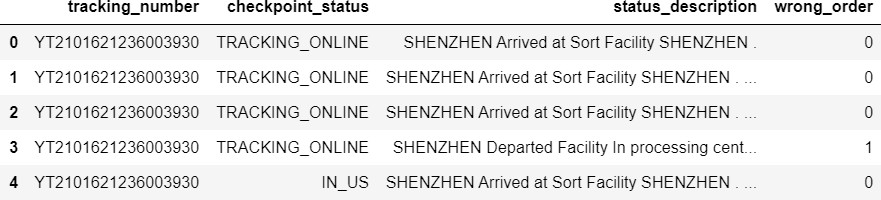 tracking_number checkpoint_status status_description wrong_order
0 YT2101621236003930 TRACKING_ONLINE SHENZHEN Arrived at Sort Facility SHENZHEN . 0
1 YT2101621236003930 TRACKING_ONLINE SHENZHEN Arrived at Sort Facility SHENZHEN . ... 0
2 YT2101621236003930 TRACKING_ONLINE SHENZHEN Arrived at Sort Facility SHENZHEN . ... 0
3 YT2101621236003930 TRACKING_ONLINE SHENZHEN Departed Facility In processing cent... 1
4 YT2101621236003930 IN_US SHENZHEN Arrived at Sort Facility SHENZHEN . ... 0